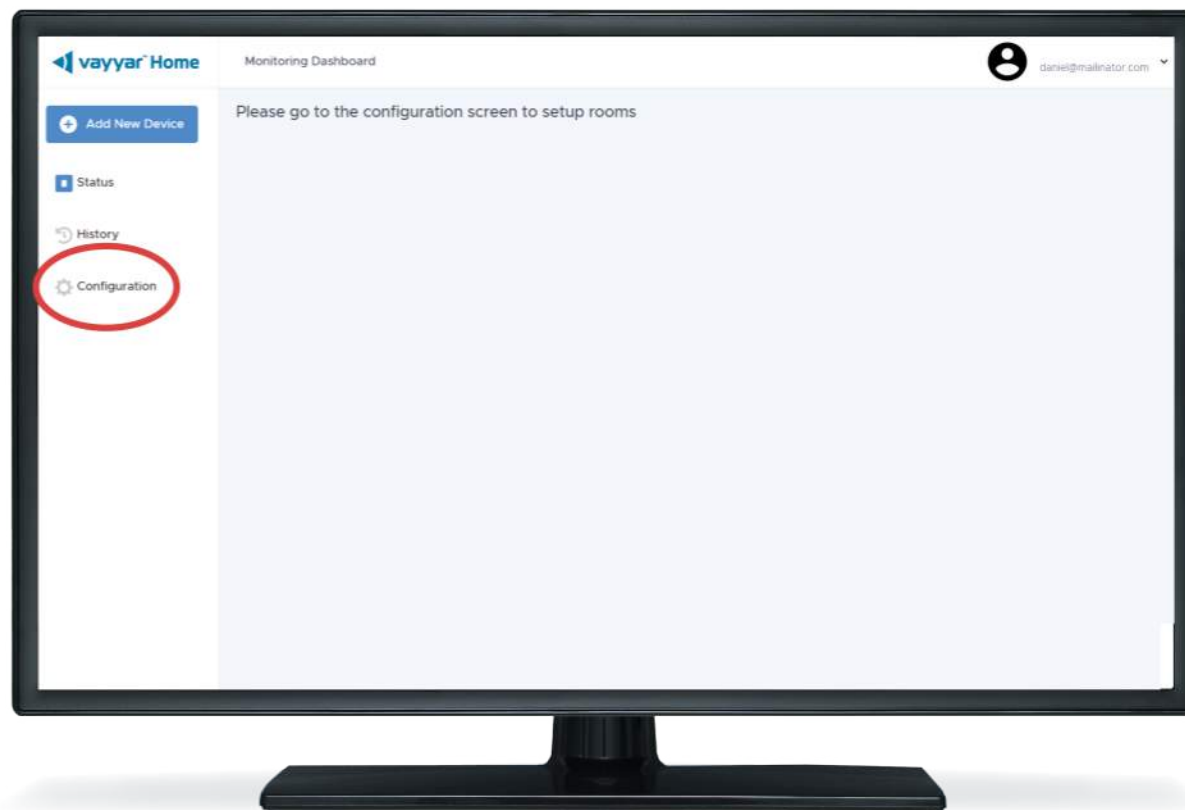 vayyar Home
Monitoring Dashboard
daniel@mailinator.com
Add New Device
Please go to the configuration screen to setup rooms
Status
History
Configuration